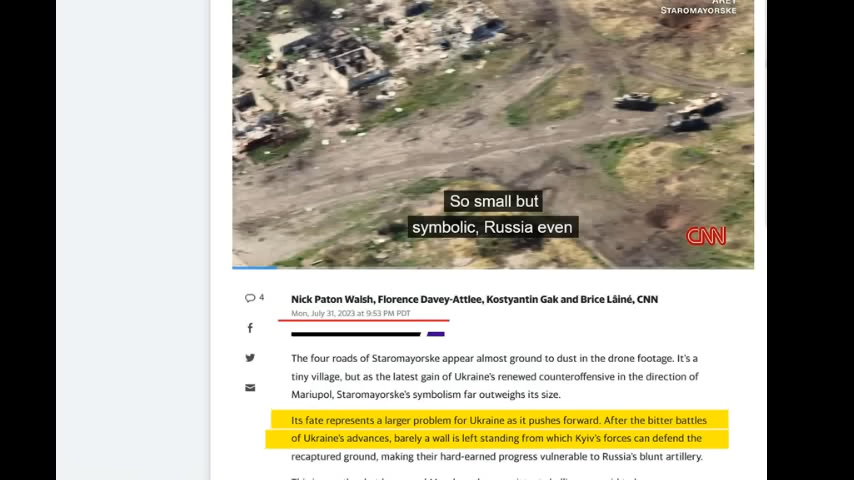 STAROMAYORSKE
So small but
symbolic, Russia even
CNN
4
Nick Paton Walsh, Florence Davey-Attlee, Kostyantin Gak and Brice Lâiné, CNN
Mon, July 31, 2023 at 9:53 PM PDT
The four roads of Staromayorske appear almost ground to dust in the drone footage. It's a
tiny village, but as the latest gain of Ukraine's renewed counteroffensive in the direction of
Mariupol, Staromayorske's symbolism far outweighs its size.
Its fate represents a larger problem for Ukraine as it pushes forward. After the bitter battles
of Ukraine's advances, barely a wall is left standing from which Kyiv's forces can defend the
recaptured ground, making their hard-earned progress vulnerable to Russia's blunt artillery.